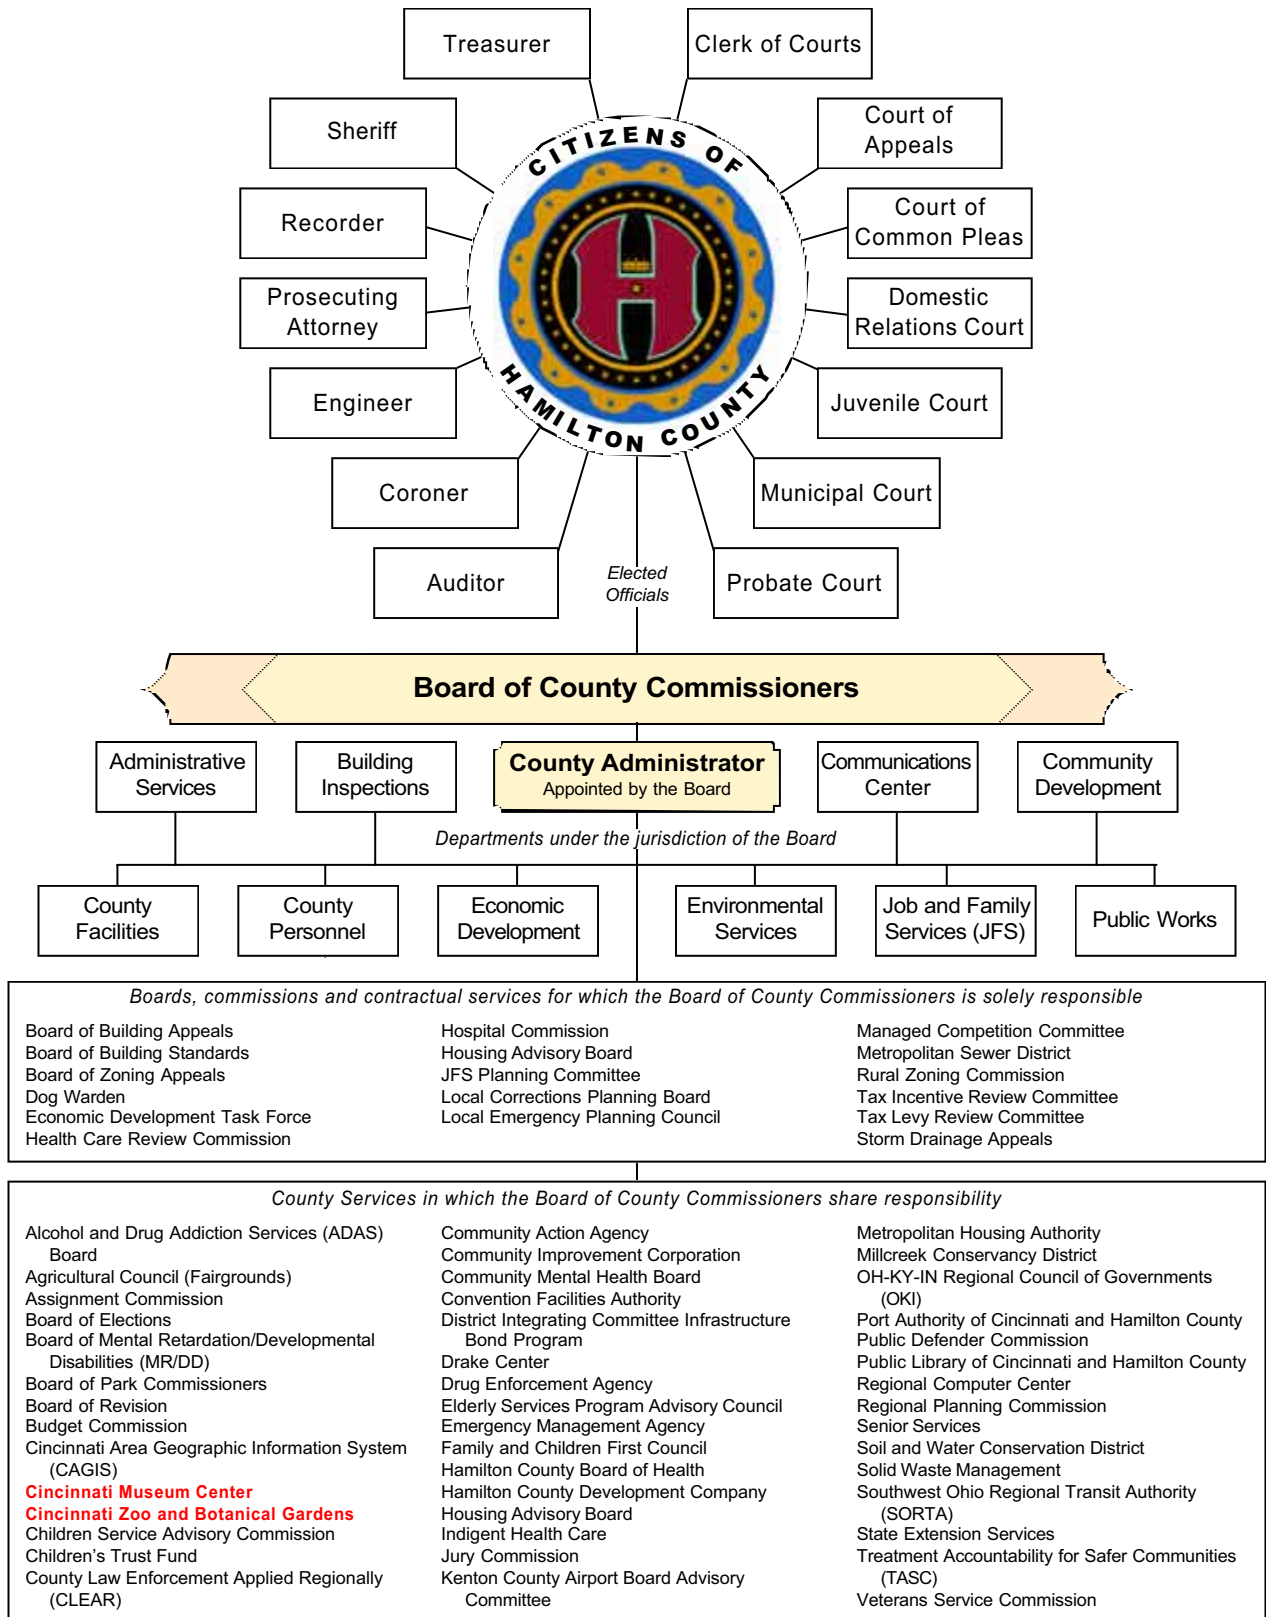 Treasurer
Clerk of Courts
Sheriff
Court of
Appeals
Recorder
Court of
Common Pleas
Prosecuting
Attorney
Domestic
Relations Court
Engineer
Juvenile Court
Coroner
Municipal Court
Auditor
Probate Court
CITIZENS OF
H
HAMILTON COUNTY
Elected
Officials
Board of County Commissioners
Administrative
Services
Building
Inspections
County Administrator
Appointed by the Board
Communications
Center
Community
Development
Departments under the jurisdiction of the Board
County
Facilities
County
Personnel
Economic
Development
Environmental
Services
Job and Family
Services (JFS)
Public Works
Boards, commissions and contractual services for which the Board of County Commissioners is solely responsible
Board of Building Appeals
Board of Building Standards
Board of Zoning Appeals
Dog Warden
Economic Development Task Force
Health Care Review Commission
Hospital Commission
Housing Advisory Board
JFS Planning Committee
Local Corrections Planning Board
Local Emergency Planning Council
Managed Competition Committee
Metropolitan Sewer District
Rural Zoning Commission
Tax Incentive Review Committee
Tax Levy Review Committee
Storm Drainage Appeals
County Services in which the Board of County Commissioners share responsibility
Alcohol and Drug Addiction Services (ADAS)
Board
Agricultural Council (Fairgrounds)
Assignment Commission
Board of Elections
Board of Mental Retardation/Developmental
Disabilities (MR/DD)
Board of Park Commissioners
Board of Revision
Budget Commission
Cincinnati Area Geographic Information System
(CAGIS)
Cincinnati Museum Center
Cincinnati Zoo and Botanical Gardens
Children Service Advisory Commission
Children's Trust Fund
County Law Enforcement Applied Regionally
(CLEAR)
Community Action Agency
Community Improvement Corporation
Community Mental Health Board
Convention Facilities Authority
District Integrating Committee Infrastructure
Bond Program
Drake Center
Drug Enforcement Agency
Elderly Services Program Advisory Council
Emergency Management Agency
Family and Children First Council
Hamilton County Board of Health
Hamilton County Development Company
Housing Advisory Board
Indigent Health Care
Jury Commission
Kenton County Airport Board Advisory
Committee
Metropolitan Housing Authority
Millcreek Conservancy District
OH-KY-IN Regional Council of Governments
(OKI)
Port Authority of Cincinnati and Hamilton County
Public Defender Commission
Public Library of Cincinnati and Hamilton County
Regional Computer Center
Regional Planning Commission
Senior Services
Soil and Water Conservation District
Solid Waste Management
Southwest Ohio Regional Transit Authority
(SORTA)
State Extension Services
Treatment Accountability for Safer Communities
(TASC)
Veterans Service Commission